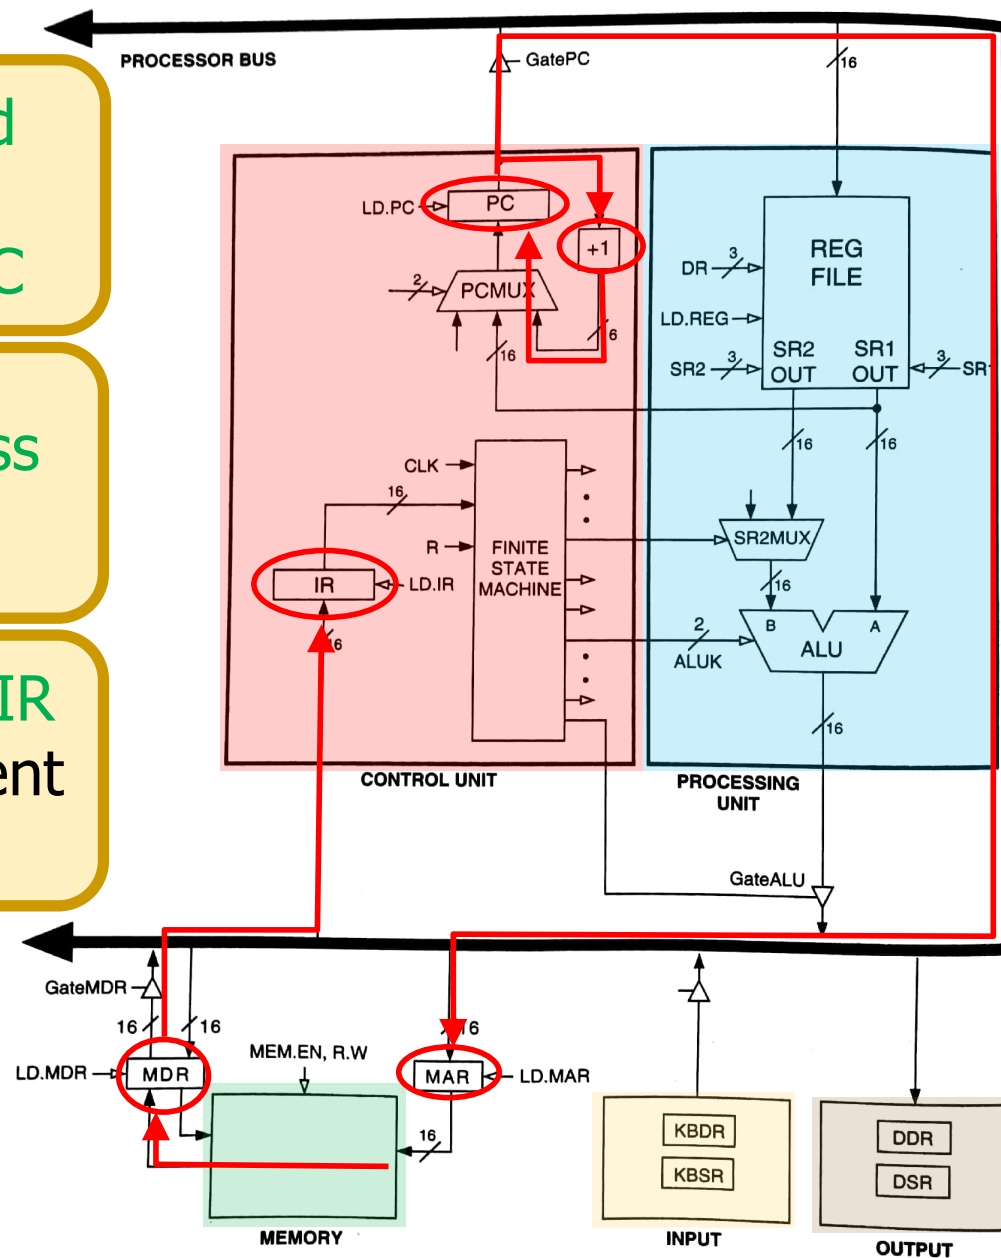 PROCESSOR BUS
GatePC
16
d
C
ss
IR
ent
LD.PC
PC
+1
2
PCMUX
16
6
DR
3
REG
FILE
LD.REG
SR2
3
SR2
OUT
SR1
OUT
3
SR1
16
16
CLK
16
R
FINITE
STATE
MACHINE
IR
LD.IR
16
SR2MUX
16
B
A
2
ALUK
ALU
16
CONTROL UNIT
PROCESSING
UNIT
GateALU
GateMDR
16
16
16
LD.MDR
MDR
MEM.EN, R.W
MAR
LD.MAR
16
MEMORY
KBDR
KBSR
INPUT
DDR
DSR
OUTPUT